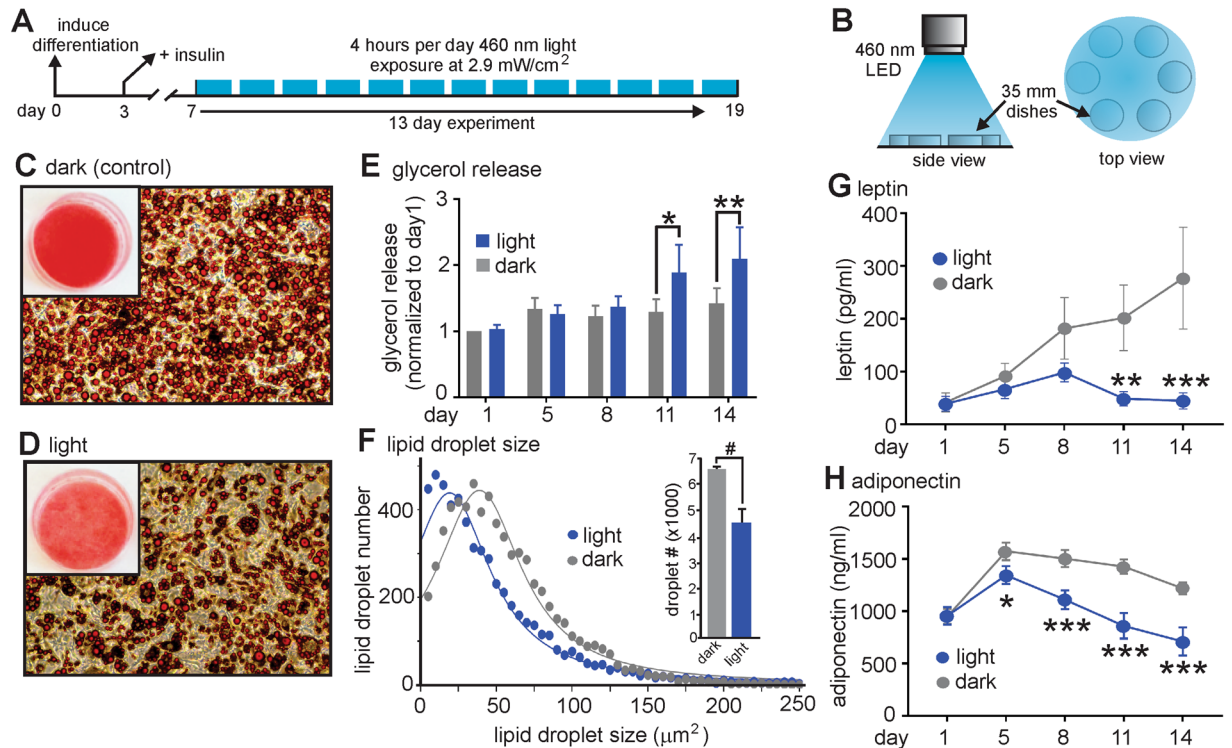 A
induce
differentiation
+ insulin
4 hours per day 460 nm light
exposure at 2.9 mW/cm²
day 0
3
7
19
13 day experiment
B
460 nm
LED
35 mm
dishes
side view
top view
C dark (control)
D light
E glycerol release
glycerol release
(normalized to day1)
3
2
1
0
light
dark
*
**
day 1 5 8 11 14
F lipid droplet size
lipid droplet number
400
200
0
light
dark
0 50 100 150 200 250
lipid droplet size (μm²)
droplet # (x1000)
7
6
5
4
3
2
1
0
#
dark
light
G leptin
leptin (pg/ml)
400
300
200
100
0
light
dark
**
***
day 1 5 8 11 14
H adiponectin
adiponectin (ng/ml)
2000
1500
1000
500
0
*
***
***
***
light
dark
day 1 5 8 11 14